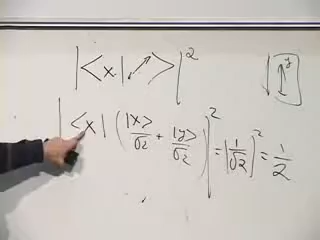 |<x|↗>|² |↑y|
|<x|(|x>/√2 + |y>/√2)|² = |1/√2|² = 1/2